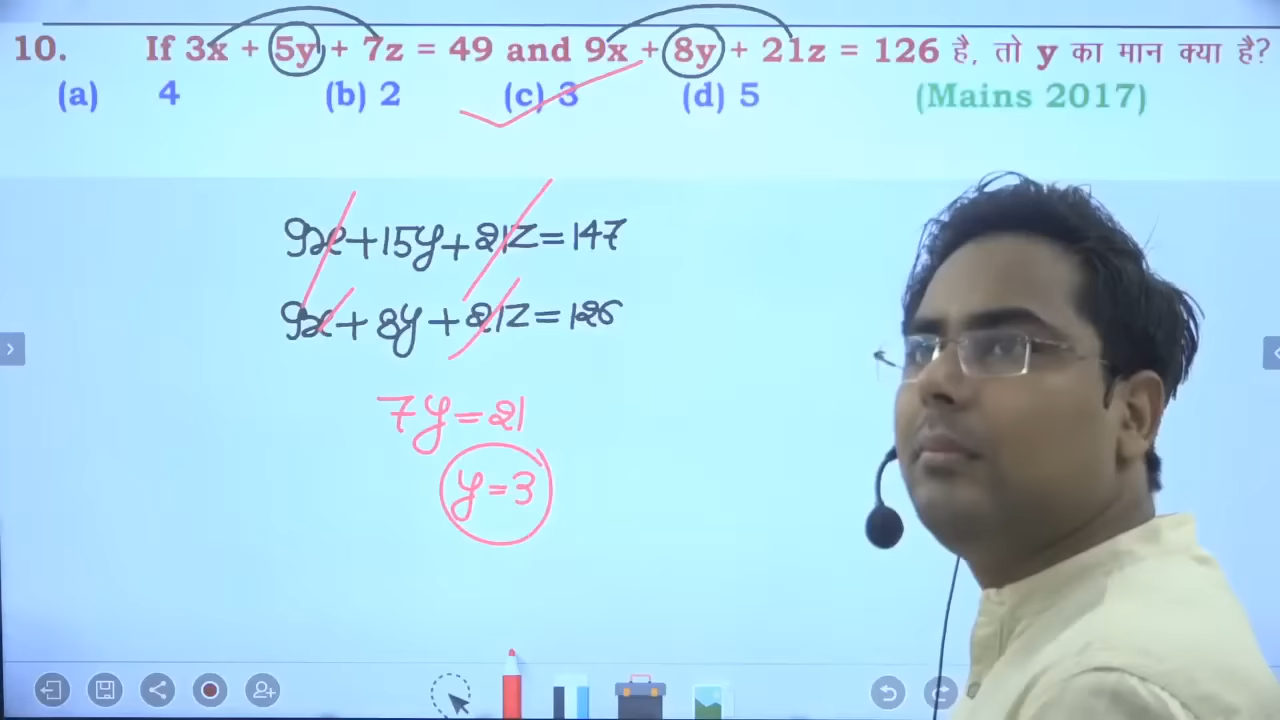 10. If 3x + 5y + 7z = 49 and 9x + 8y + 21z = 126 है, तो y का मान क्या है?
(a) 4 (b) 2 (c) 3 (d) 5 (Mains 2017)
9x+15y+21z=147
9x+8y+21z=126
7y=21
y=3